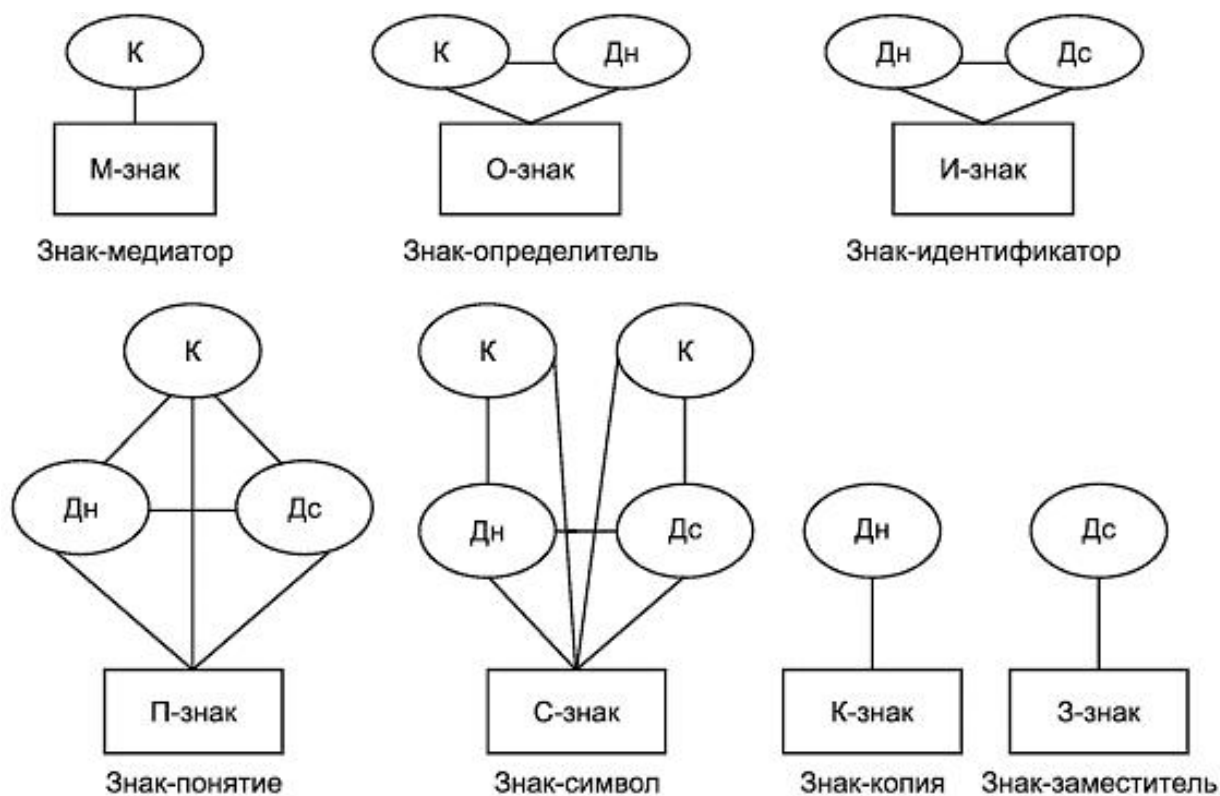 К К Дн Дн Дс
М-знак О-знак И-знак
Знак-медиатор Знак-определитель Знак-идентификатор
К К К
Дн Дс Дн Дс Дн Дс
П-знак С-знак К-знак З-знак
Знак-понятие Знак-символ Знак-копия Знак-заместитель